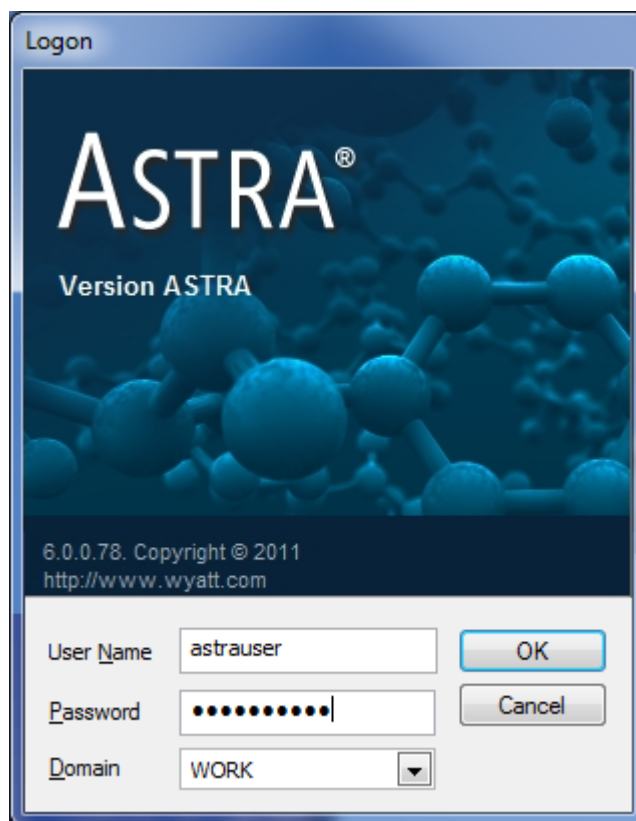 Logon
ASTRA®
Version ASTRA
6.0.0.78. Copyright © 2011
http://www.wyatt.com
User Name astrauser OK
Password ●●●●●●●●●● Cancel
Domain WORK